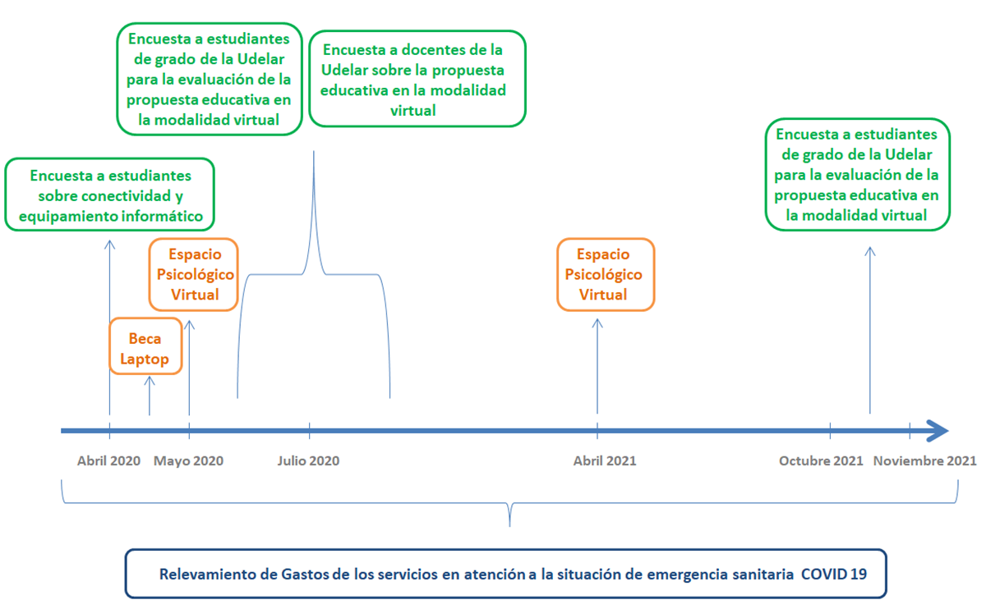 Encuesta a estudiantes
de grado de la Udelar
para la evaluación de la
propuesta educativa en
la modalidad virtual
Encuesta a docentes de la
Udelar sobre la propuesta
educativa en la modalidad
virtual
Encuesta a estudiantes
de grado de la Udelar
para la evaluación de la
propuesta educativa en
la modalidad virtual
Encuesta a estudiantes
sobre conectividad y
equipamiento informático
Espacio
Psicológico
Virtual
Espacio
Psicológico
Virtual
Beca
Laptop
Abril 2020
Mayo 2020
Julio 2020
Abril 2021
Octubre 2021
Noviembre 2021
Relevamiento de Gastos de los servicios en atención a la situación de emergencia sanitaria COVID 19